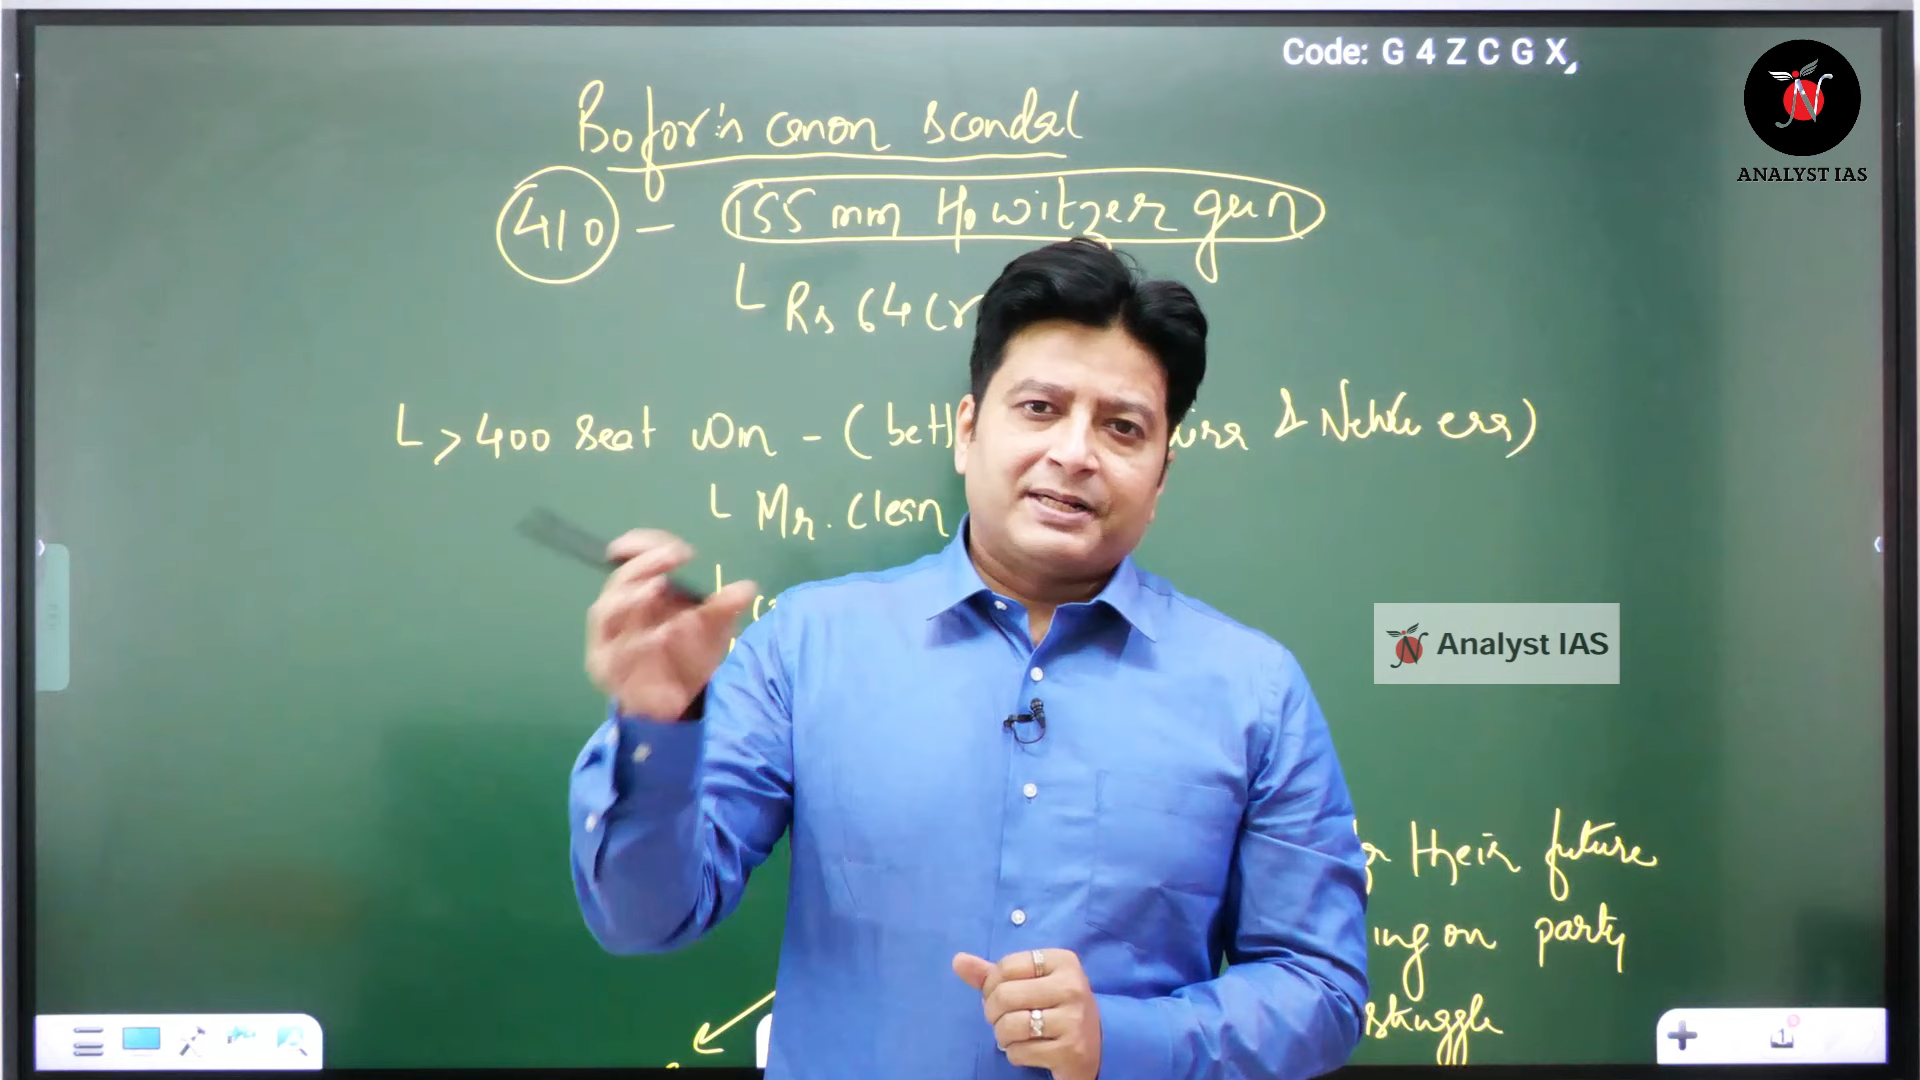 Code: G 4 Z C G X
ANALYST IAS
Bofor's canon scandal
410 - 155 mm Howitzer gun
Rs 64 Cr
> 400 seat won - ( & Nehru era)
Mr. Clean
Analyst IAS
their future
ing on party
struggle